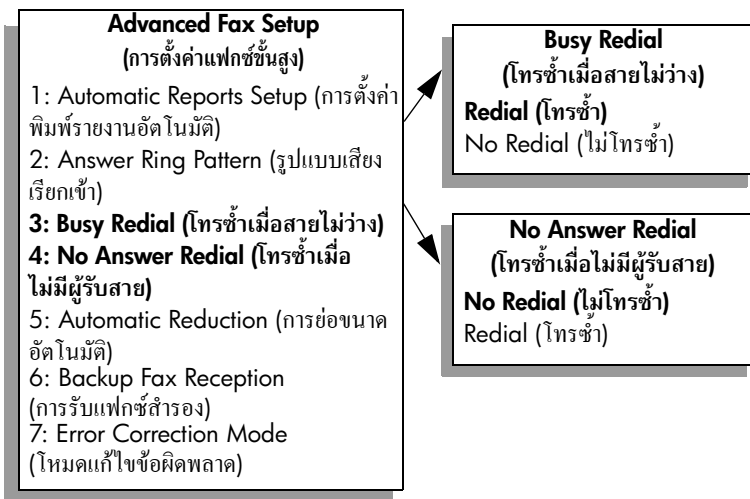 Advanced Fax Setup
(การตั้งค่าแฟกซ์ขั้นสูง)
1: Automatic Reports Setup (การตั้งค่า
พิมพ์รายงานอัตโนมัติ)
2: Answer Ring Pattern (รูปแบบเสียง
เรียกเข้า)
3: Busy Redial (โทรซ้ำเมื่อสายไม่ว่าง)
4: No Answer Redial (โทรซ้ำเมื่อ
ไม่มีผู้รับสาย)
5: Automatic Reduction (การย่อขนาด
อัตโนมัติ)
6: Backup Fax Reception
(การรับแฟกซ์สำรอง)
7: Error Correction Mode
(โหมดแก้ไขข้อผิดพลาด)
Busy Redial
(โทรซ้ำเมื่อสายไม่ว่าง)
Redial (โทรซ้ำ)
No Redial (ไม่โทรซ้ำ)
No Answer Redial
(โทรซ้ำเมื่อไม่มีผู้รับสาย)
No Redial (ไม่โทรซ้ำ)
Redial (โทรซ้ำ)